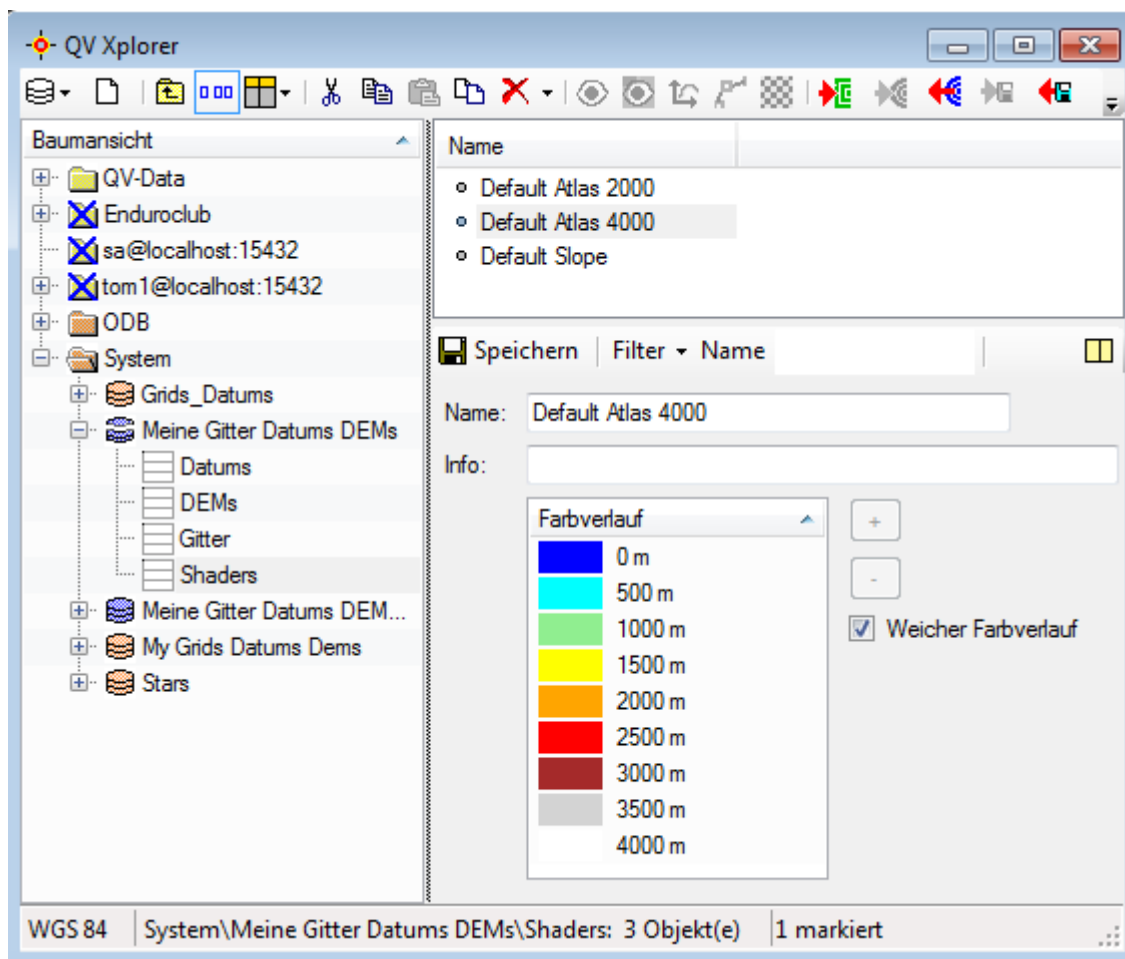 QV Xplorer
Baumansicht
QV-Data
Enduroclub
sa@localhost:15432
tom1@localhost:15432
ODB
System
Grids_Datums
Meine Gitter Datums DEMs
Datums
DEMs
Gitter
Shaders
Meine Gitter Datums DEM...
My Grids Datums Dems
Stars
Name
Default Atlas 2000
Default Atlas 4000
Default Slope
Speichern Filter Name
Name: Default Atlas 4000
Info:
Farbverlauf
0 m
500 m
1000 m
1500 m
2000 m
2500 m
3000 m
3500 m
4000 m
+
-
Weicher Farbverlauf
WGS 84 System\Meine Gitter Datums DEMs\Shaders: 3 Objekt(e) 1 markiert